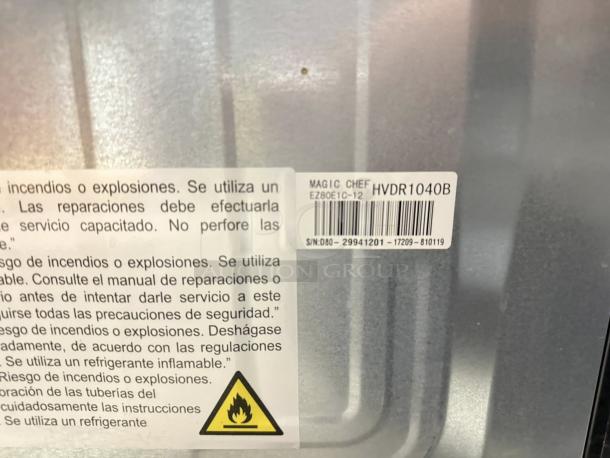 incendios o explosiones. Se utiliza un
. Las reparaciones debe efectuarla
e servicio capacitado. No perfore las
e."
sgo de incendios o explosiones. Se utiliza
able. Consulte el manual de reparaciones o
io antes de intentar darle servicio a este
uirse todas las precauciones de seguridad."
esgo de incendios o explosiones. Deshágase
adamente, de acuerdo con las regulaciones
. Se utiliza un refrigerante inflamable."
Riesgo de incendios o explosiones.
oración de las tuberías del
cuidadosamente las instrucciones
. Se utiliza un refrigerante
MAGIC CHEF HVDR1040B
EZ80E1C-12
S/N:D80-29941201-17209-810119
AUCTION GROUP